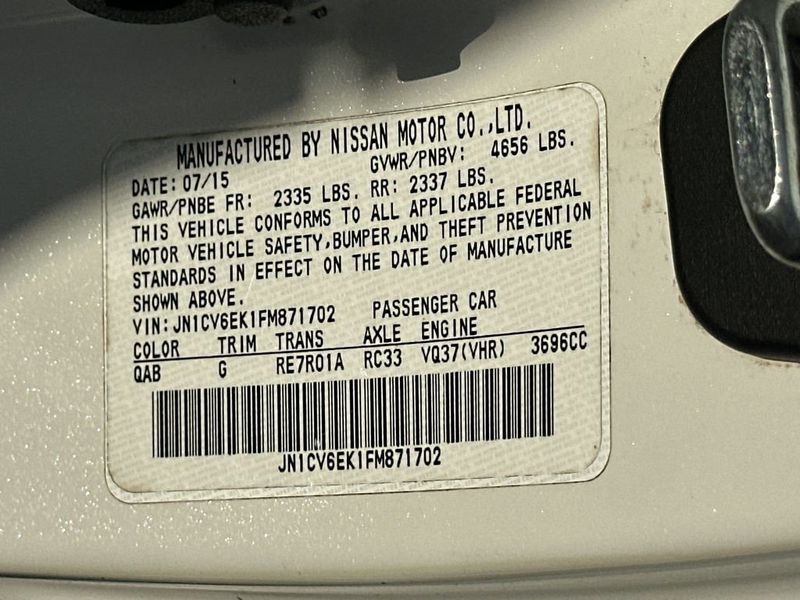 MANUFACTURED BY NISSAN MOTOR CO.,LTD.
DATE: 07/15 GVWR/PNBV: 4656 LBS.
GAWR/PNBE FR: 2335 LBS. RR: 2337 LBS.
THIS VEHICLE CONFORMS TO ALL APPLICABLE FEDERAL
MOTOR VEHICLE SAFETY,BUMPER,AND THEFT PREVENTION
STANDARDS IN EFFECT ON THE DATE OF MANUFACTURE
SHOWN ABOVE.
VIN:JN1CV6EK1FM871702 PASSENGER CAR
COLOR TRIM TRANS AXLE ENGINE
QAB G RE7R01A RC33 VQ37(VHR) 3696CC
JN1CV6EK1FM871702